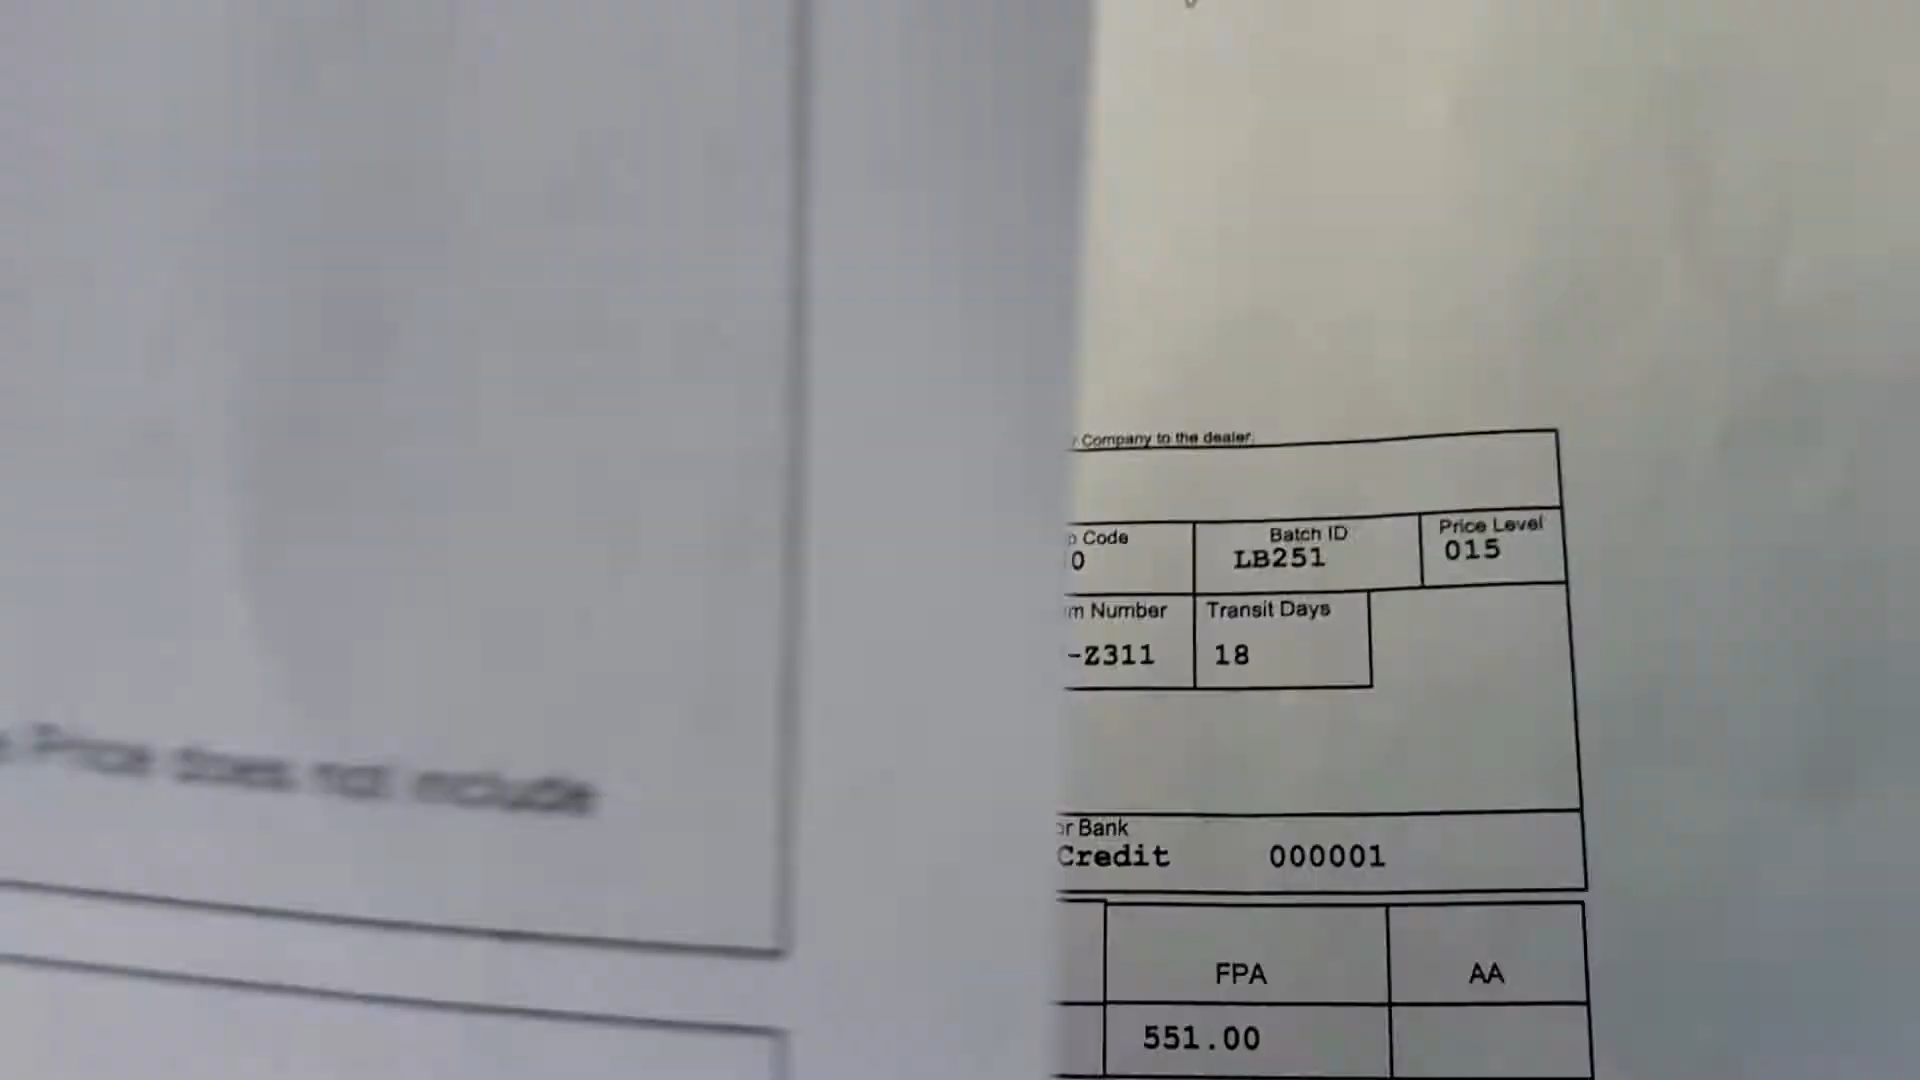 Company to the dealer.
Code Batch ID Price Level
0 LB251 015
Number Transit Days
-Z311 18
Bank
Credit 000001
Price does not include
FPA AA
551.00